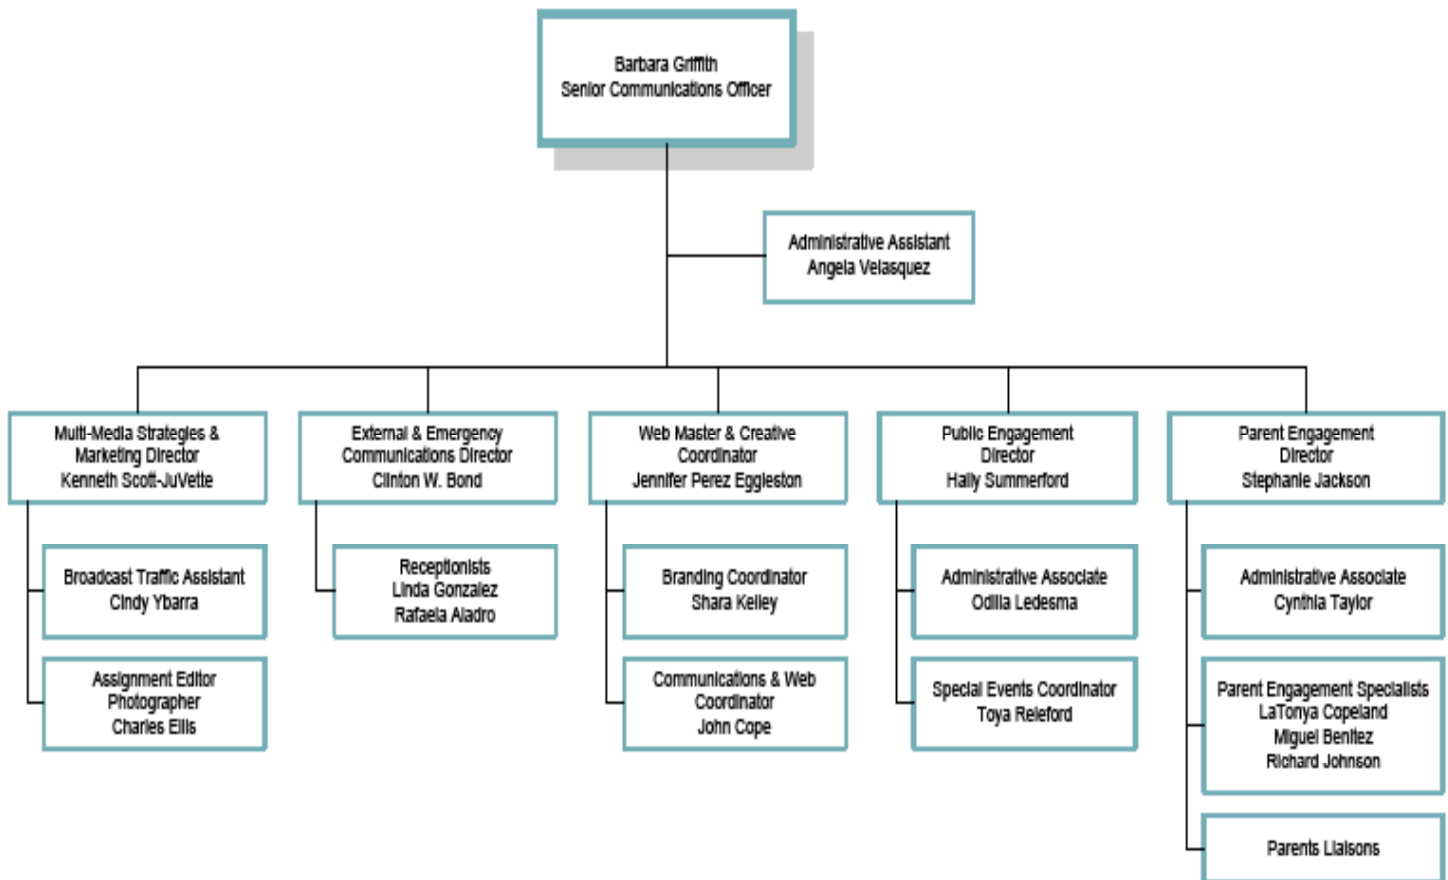 Barbara Griffith
Senior Communications Officer
Administrative Assistant
Angela Velasquez
Multi-Media Strategies &
Marketing Director
Kenneth Scott-JuVette
External & Emergency
Communications Director
Clinton W. Bond
Web Master & Creative
Coordinator
Jennifer Perez Eggleston
Public Engagement
Director
Hally Summerford
Parent Engagement
Director
Stephanie Jackson
Broadcast Traffic Assistant
Cindy Ybarra
Receptionists
Linda Gonzalez
Rafaela Aladro
Branding Coordinator
Shara Kelley
Administrative Associate
Odilia Ledesma
Administrative Associate
Cynthia Taylor
Assignment Editor
Photographer
Charles Ellis
Communications & Web
Coordinator
John Cope
Special Events Coordinator
Toya Releford
Parent Engagement Specialists
LaTonya Copeland
Miguel Benitez
Richard Johnson
Parents Liaisons